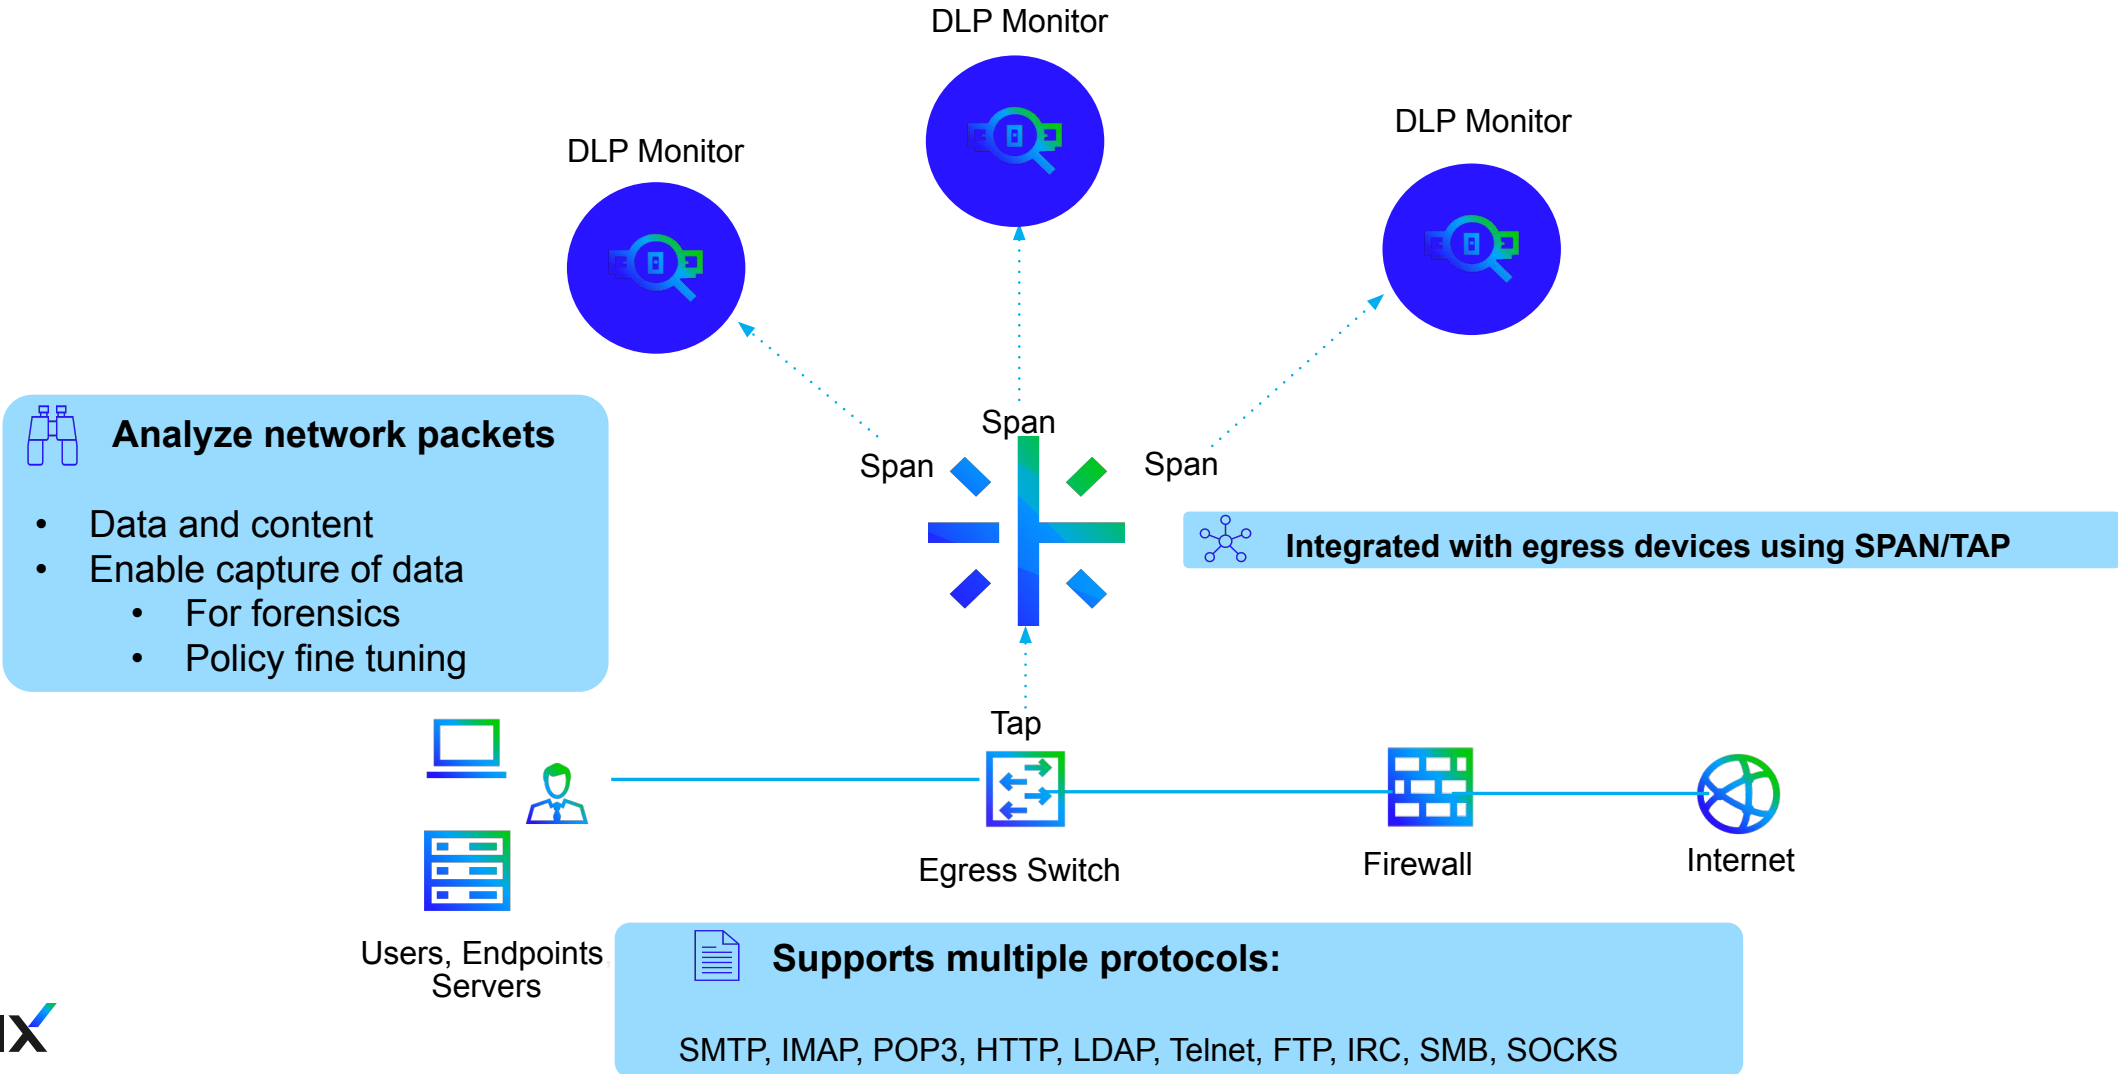 DLP Monitor
DLP Monitor
DLP Monitor
Span
Span
Span
Analyze network packets
• Data and content
• Enable capture of data
• For forensics
• Policy fine tuning
Integrated with egress devices using SPAN/TAP
Tap
Egress Switch
Firewall
Internet
Users, Endpoints,
Servers
Supports multiple protocols:
SMTP, IMAP, POP3, HTTP, LDAP, Telnet, FTP, IRC, SMB, SOCKS